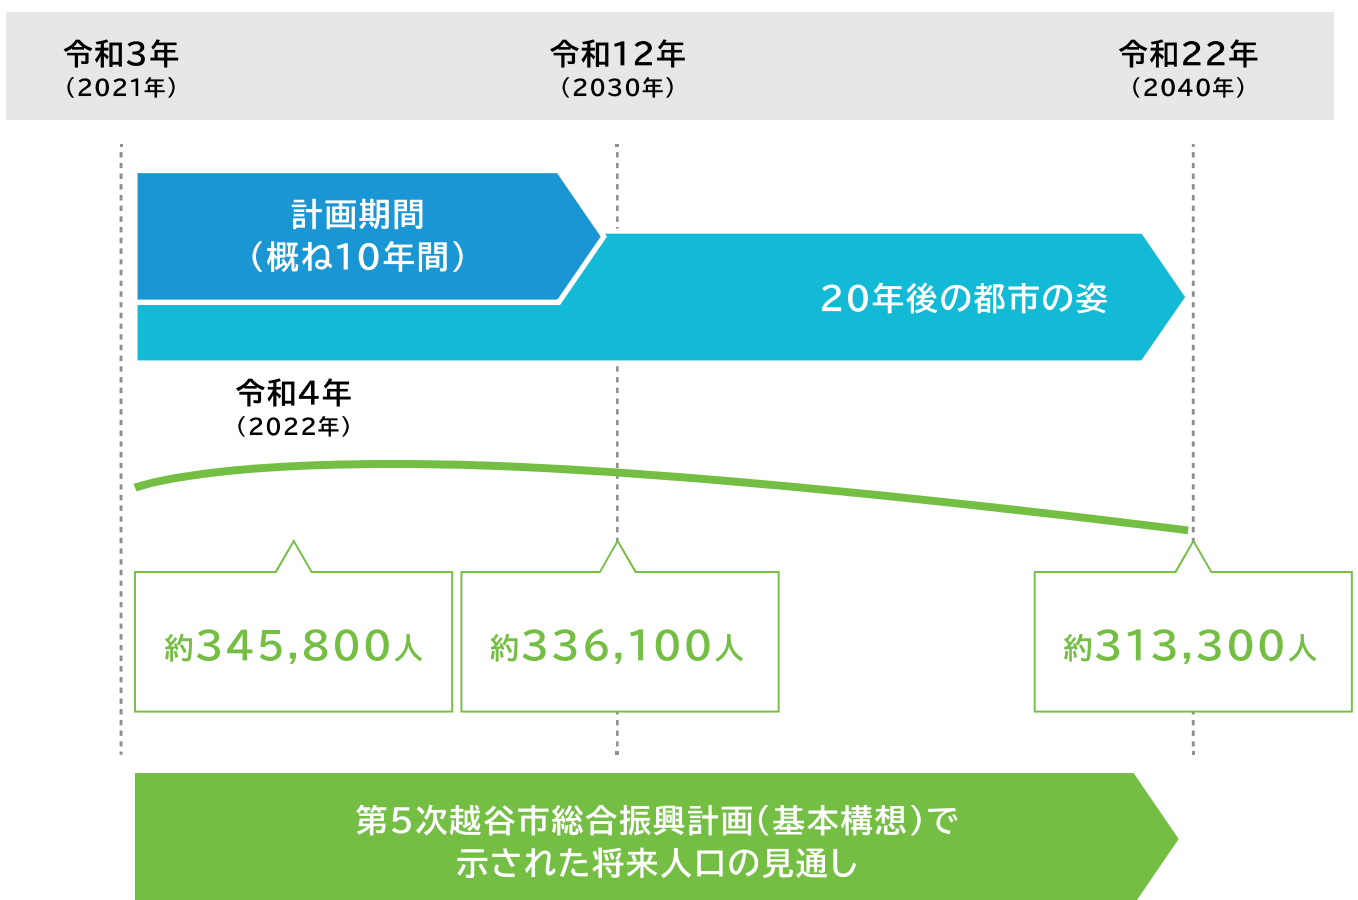 令和3年
（2021年）
令和12年
（2030年）
令和22年
（2040年）
計画期間
（概ね10年間）
20年後の都市の姿
令和4年
（2022年）
約345,800人
約336,100人
約313,300人
第5次越谷市総合振興計画（基本構想）で
示された将来人口の見通し